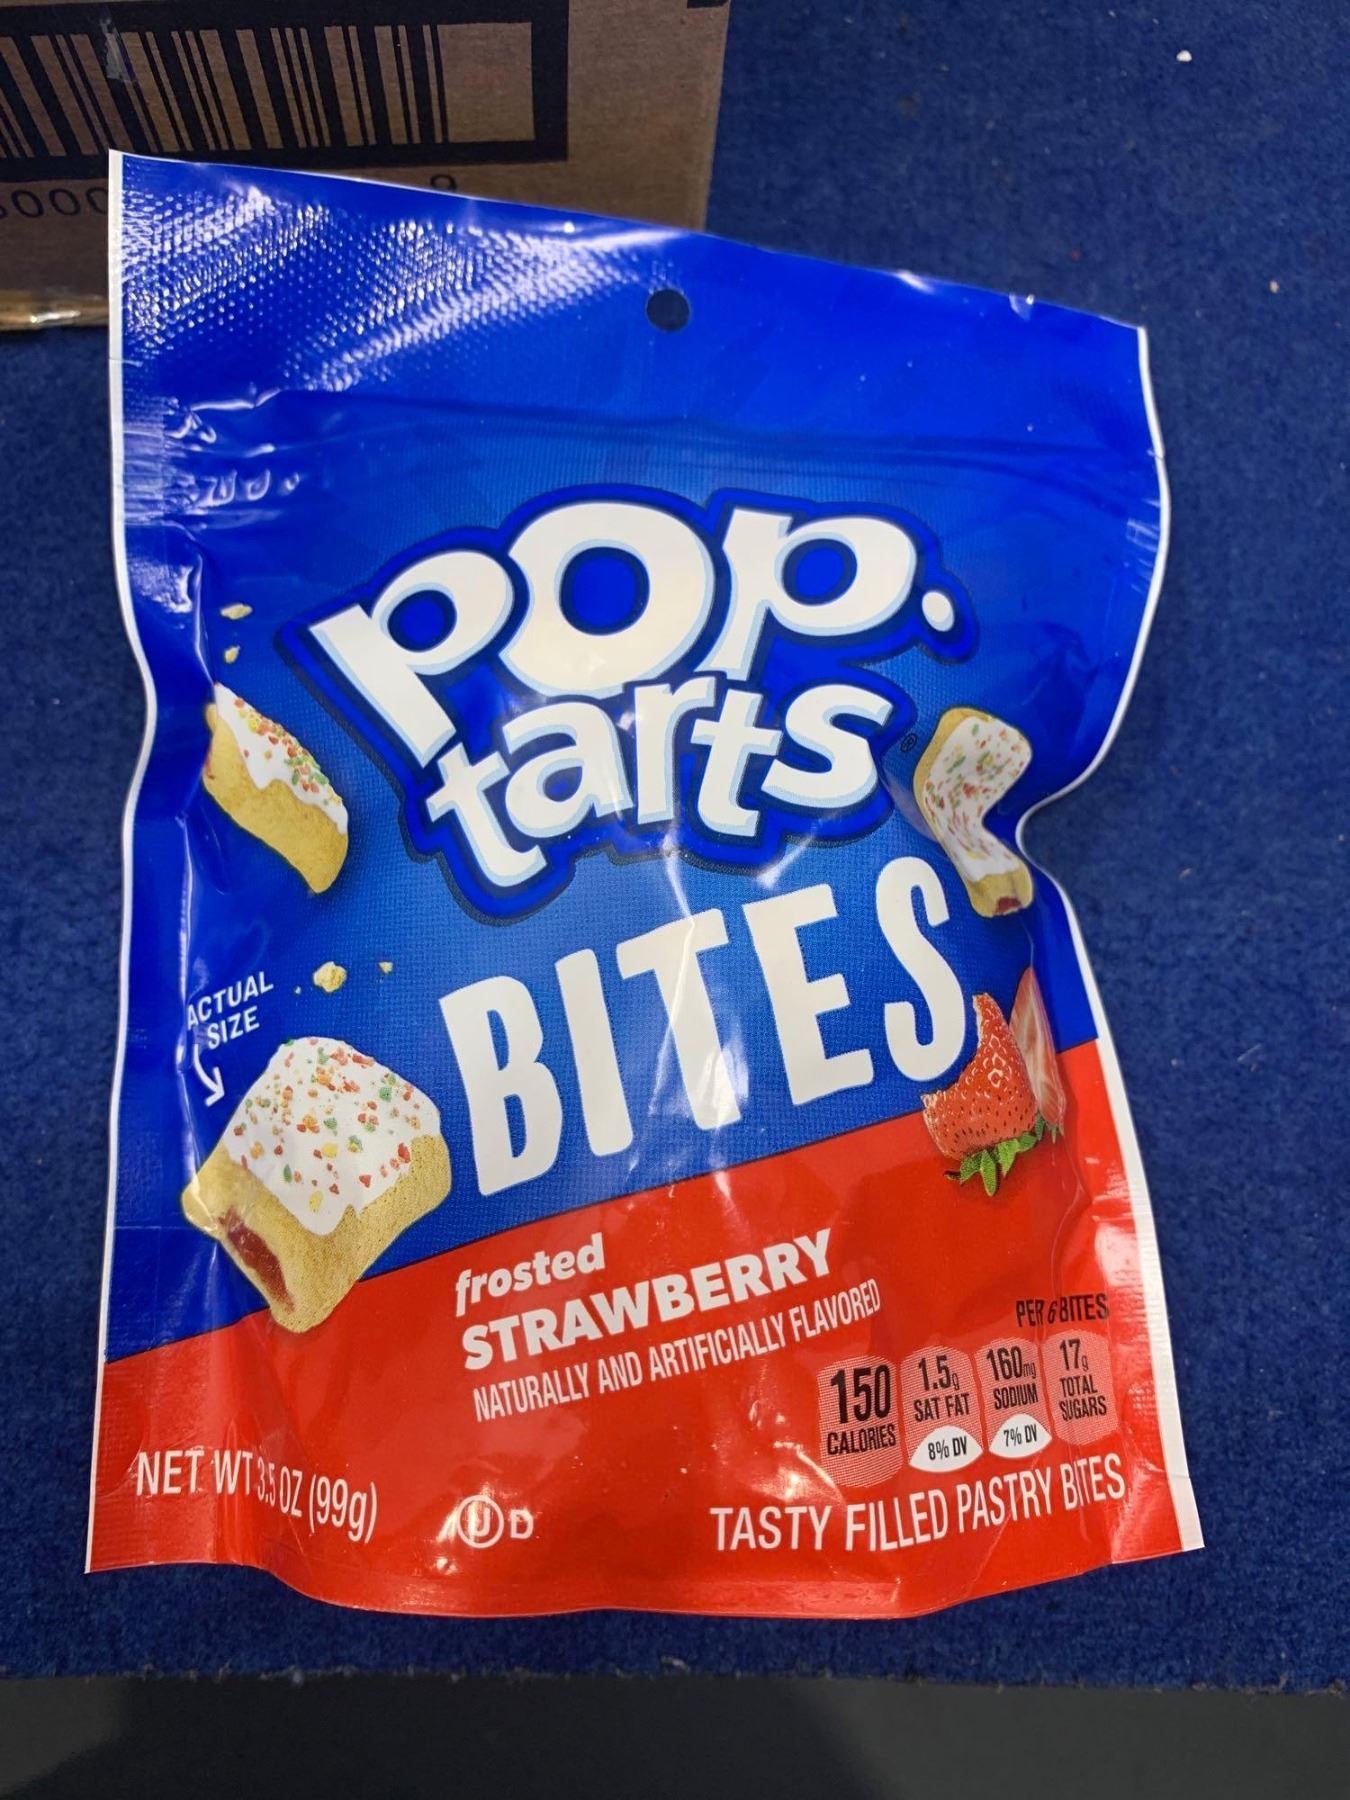 000
9
Pop.
tarts®
BITES
ACTUAL
SIZE
frosted
STRAWBERRY
NATURALLY AND ARTIFICIALLY FLAVORED
PER 6 BITES
150
CALORIES
1.5g
SAT FAT
8% DV
160mg
SODIUM
7% DV
17g
TOTAL
SUGARS
NET WT 3.5 OZ (99g)
U D
TASTY FILLED PASTRY BITES